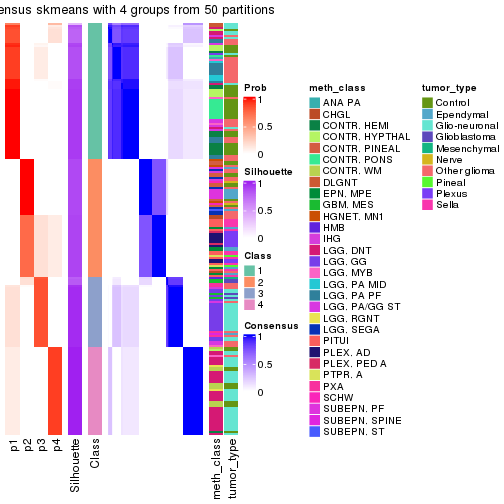 ensus skmeans with 4 groups from 50 partitions
p1
p2
p3
p4
Silhouette
Class
meth_class
tumor_type
Prob
1
0.5
0
Silhouette
1
0.5
0
Class
1
2
3
4
Consensus
1
0.5
0
meth_class
ANA PA
CHGL
CONTR. HEMI
CONTR. HYPTHAL
CONTR. PINEAL
CONTR. PONS
CONTR. WM
DLGNT
EPN. MPE
GBM. MES
HGNET. MN1
HMB
IHG
LGG. DNT
LGG. GG
LGG. MYB
LGG. PA MID
LGG. PA PF
LGG. PA/GG ST
LGG. RGNT
LGG. SEGA
PITUI
PLEX. AD
PLEX. PED A
PTPR. A
PXA
SCHW
SUBEPN. PF
SUBEPN. SPINE
SUBEPN. ST
tumor_type
Control
Ependymal
Glio-neuronal
Glioblastoma
Mesenchymal
Nerve
Other glioma
Pineal
Plexus
Sella